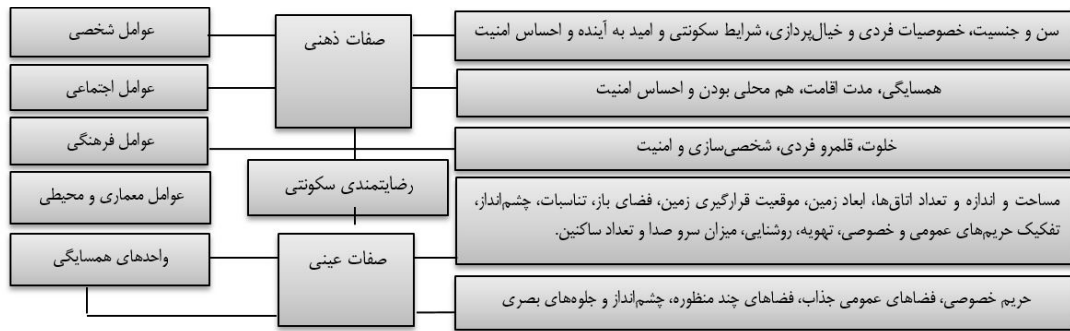 سن و جنسیت، خصوصیات فردی و خیال‌پردازی، شرایط سکونتی و امید به آینده و احساس امنیت
صفات ذهنی
عوامل شخصی
همسایگی، مدت اقامت، هم محلی بودن و احساس امنیت
عوامل اجتماعی
خلوت، قلمرو فردی، شخصی‌سازی و امنیت
عوامل فرهنگی
رضایتمندی سکونتی
مساحت و اندازه و تعداد اتاق‌ها، ابعاد زمین، موقعیت قرارگیری زمین، فضای باز، تناسبات، چشم‌انداز،
تفکیک حریم‌های عمومی و خصوصی، تهویه، روشنایی، میزان سرو صدا و تعداد ساکنین.
عوامل معماری و محیطی
صفات عینی
واحدهای همسایگی
حریم خصوصی، فضاهای عمومی جذاب، فضاهای چند منظوره، چشم‌انداز و جلوه‌های بصری